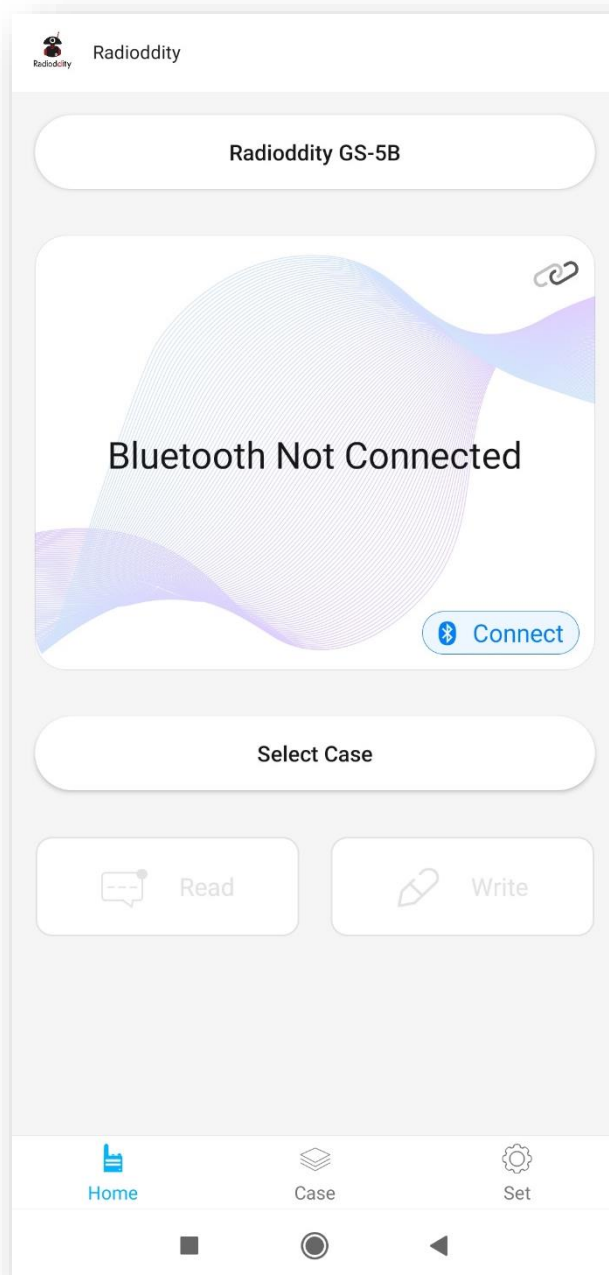 Radioddity
Radioddity
Radioddity GS-5B
Bluetooth Not Connected
Connect
Select Case
Read
Write
Home
Case
Set